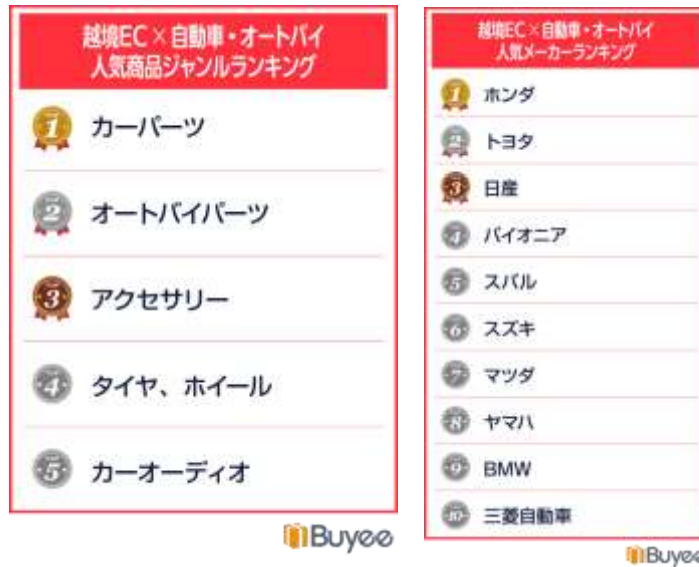 越境EC×自動車・オートバイ
人気商品ジャンルランキング
1 カーパーツ
2 オートバイパーツ
3 アクセサリー
4 タイヤ、ホイール
5 カーオーディオ
Buyee
越境EC×自動車・オートバイ
人気メーカーランキング
1 ホンダ
2 トヨタ
3 日産
4 パイオニア
5 スバル
6 スズキ
7 マツダ
8 ヤマハ
9 BMW
10 三菱自動車
Buyee